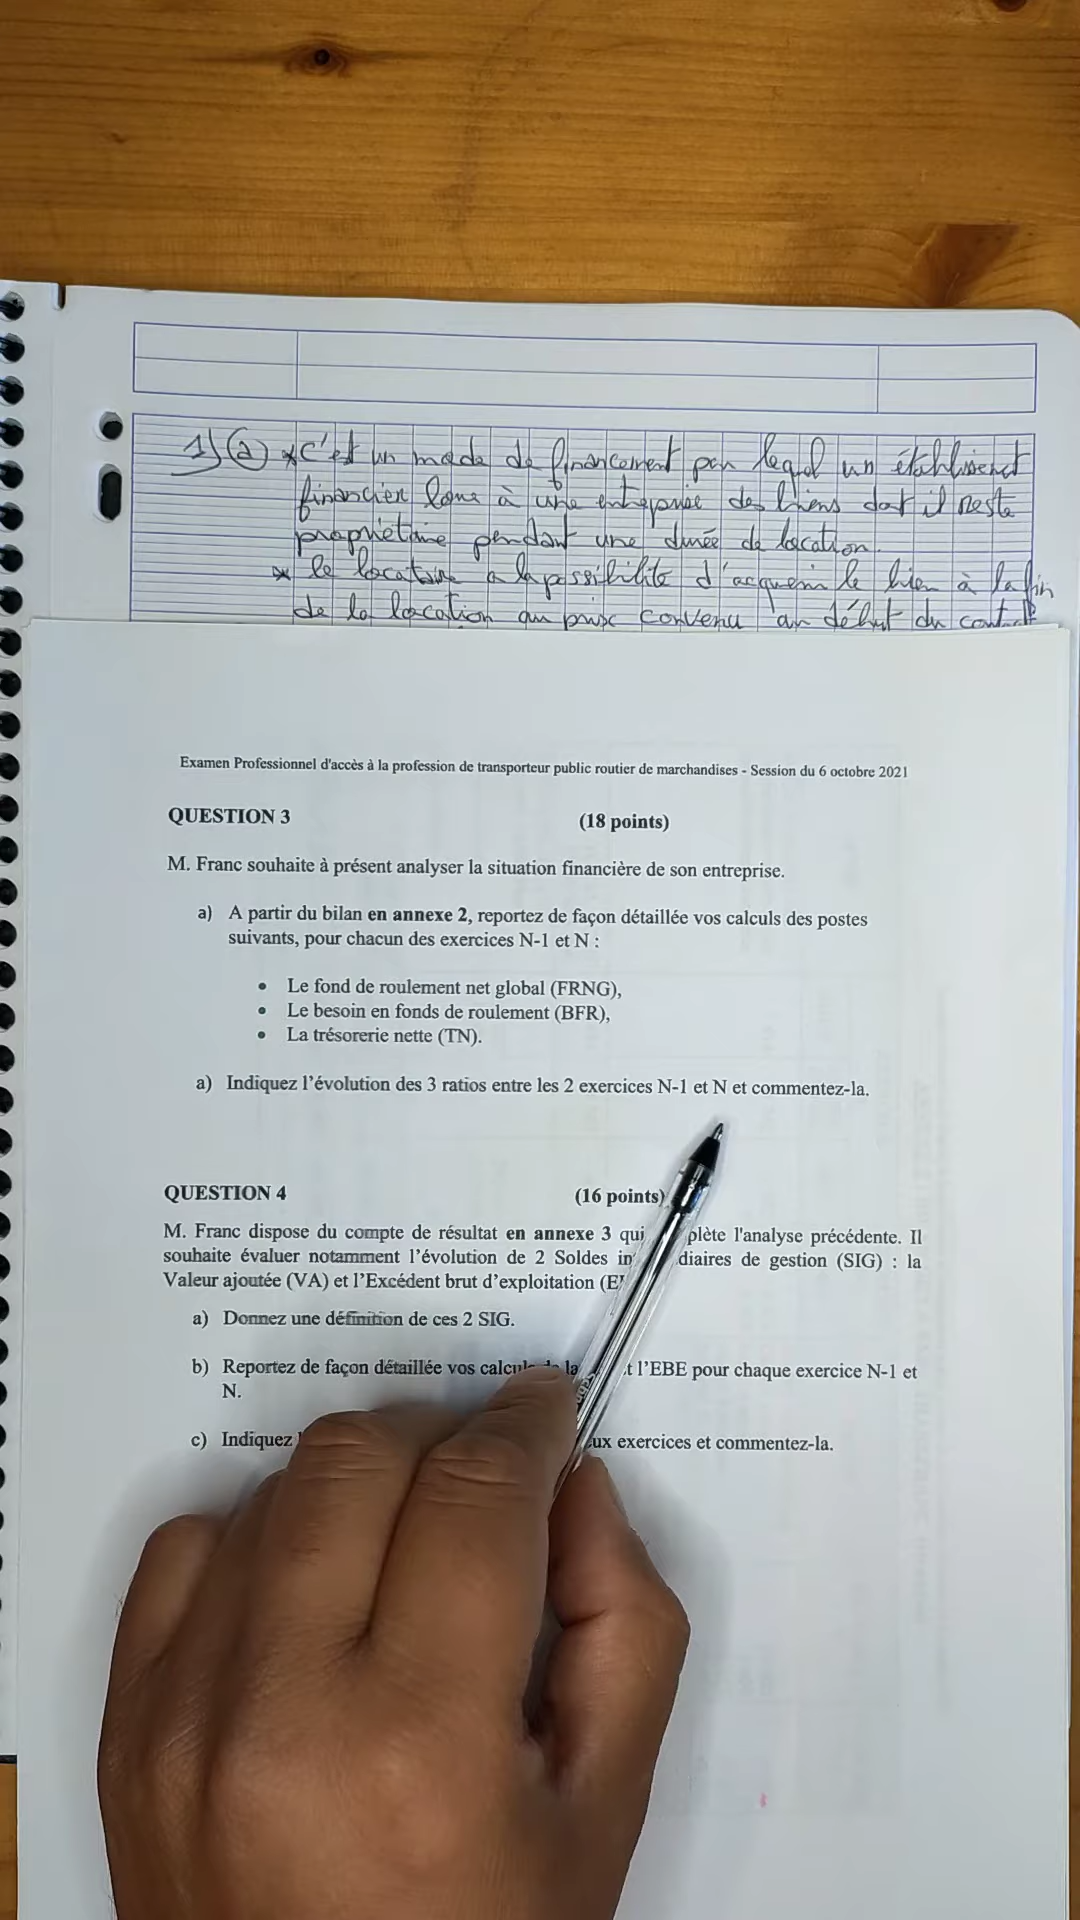 1) (a) *c'est un mode de financement par lequel un établissement
financier loue à une entreprise des biens dont il reste
propriétaire pendant une durée de location.
* le locataire a la possibilité d'acquérir le bien à la fin
de la location au prix convenu au début du contrat
Examen Professionnel d'accès à la profession de transporteur public routier de marchandises - Session du 6 octobre 2021
QUESTION 3 (18 points)
M. Franc souhaite à présent analyser la situation financière de son entreprise.
a) A partir du bilan en annexe 2, reportez de façon détaillée vos calculs des postes
suivants, pour chacun des exercices N-1 et N :
• Le fond de roulement net global (FRNG),
• Le besoin en fonds de roulement (BFR),
• La trésorerie nette (TN).
a) Indiquez l'évolution des 3 ratios entre les 2 exercices N-1 et N et commentez-la.
QUESTION 4 (16 points)
M. Franc dispose du compte de résultat en annexe 3 qui plète l'analyse précédente. Il
souhaite évaluer notamment l'évolution de 2 Soldes in diaires de gestion (SIG) : la
Valeur ajoutée (VA) et l'Excédent brut d'exploitation (E
a) Donnez une définition de ces 2 SIG.
b) Reportez de façon détaillée vos calculs de la t l'EBE pour chaque exercice N-1 et
N.
c) Indiquez ux exercices et commentez-la.